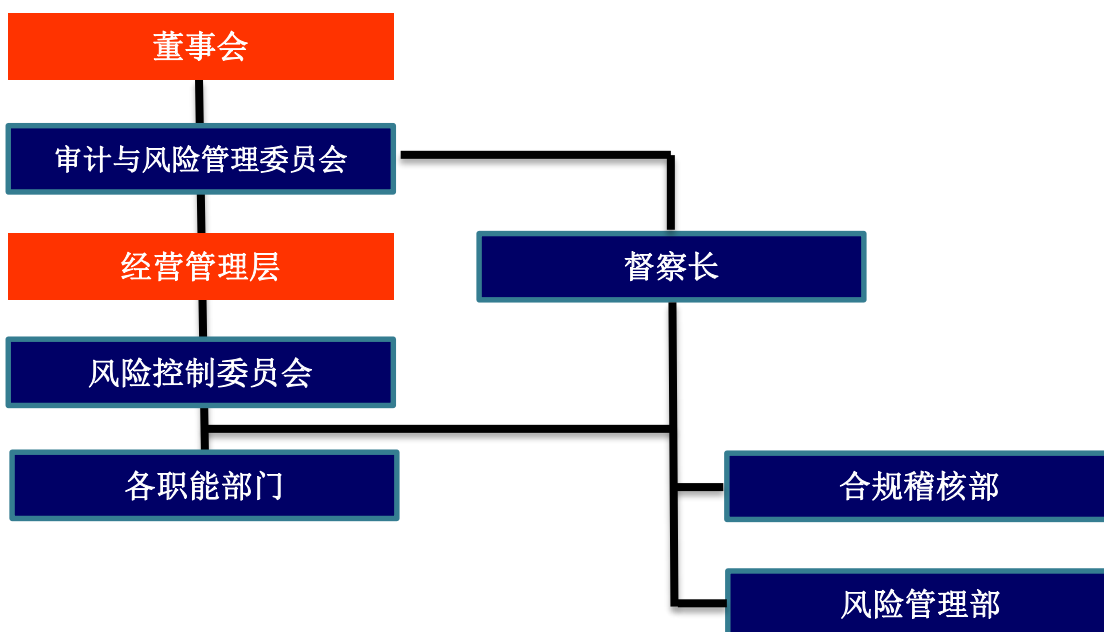 董事会
审计与风险管理委员会
经营管理层
督察长
风险控制委员会
各职能部门
合规稽核部
风险管理部